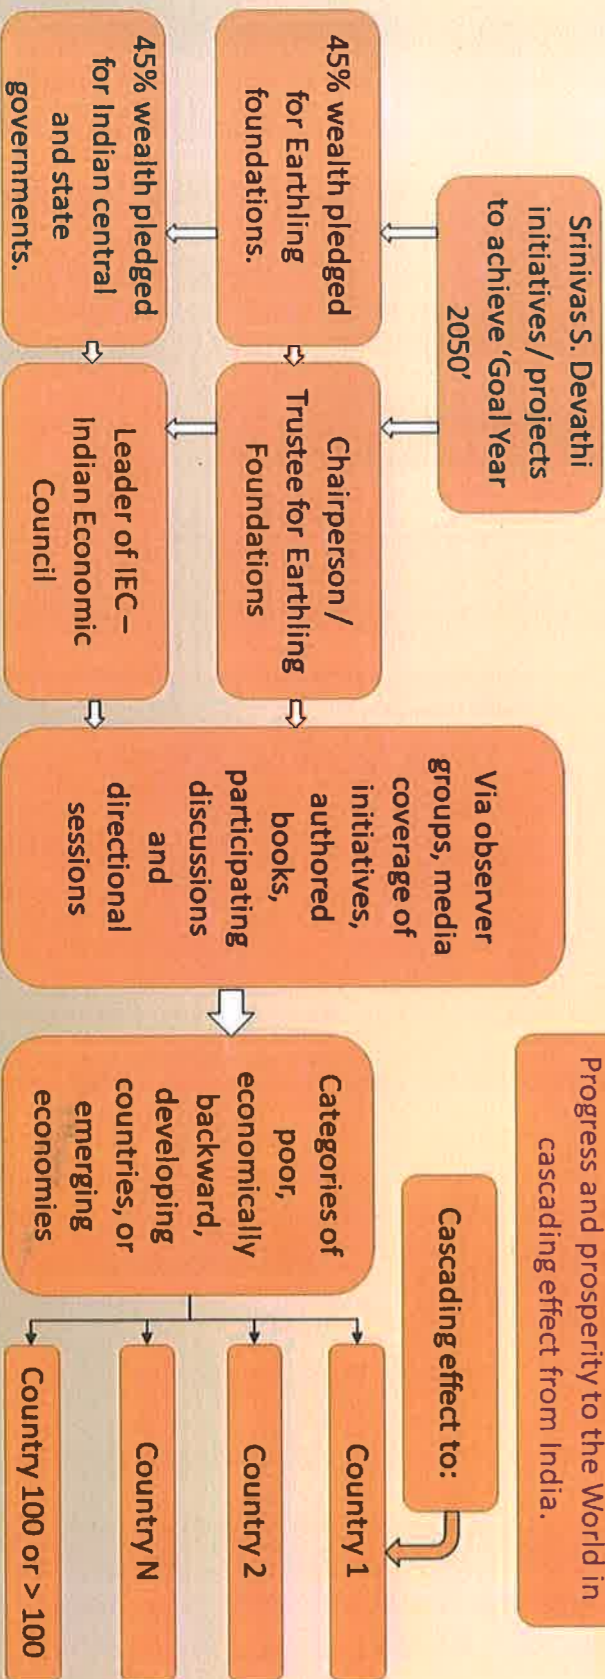 Progress and prosperity to the World in
cascading effect from India.
Srinivas S. Devathi
initiatives / projects
to achieve ‘Goal Year
2050’
45% wealth pledged
for Earthling
foundations.
45% wealth pledged
for Indian central
and state
governments.
Chairperson /
Trustee for Earthling
Foundations
Leader of IEC –
Indian Economic
Council
Via observer
groups, media
coverage of
initiatives,
authored
books,
participating
discussions
and
directional
sessions
Categories of
poor,
economically
backward,
developing
countries, or
emerging
economies
Cascading effect to:
Country 1
Country 2
Country N
Country 100 or > 100